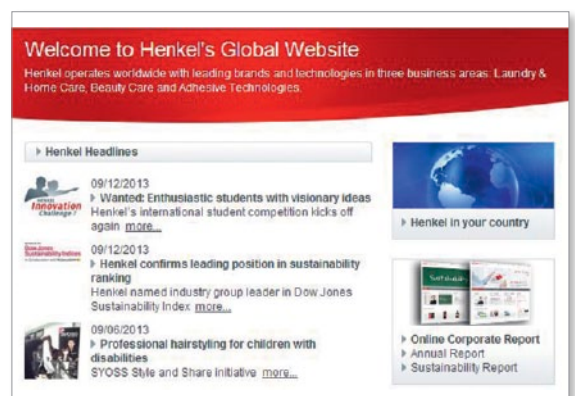 Welcome to Henkel's Global Website
Henkel operates worldwide with leading brands and technologies in three business areas: Laundry &
Home Care, Beauty Care and Adhesive Technologies.
Henkel Headlines
Innovation
Challenge
09/12/2013
Wanted: Enthusiastic students with visionary ideas
Henkel's international student competition kicks off
again more...
Dow Jones
Sustainability Indices
09/12/2013
Henkel confirms leading position in sustainability
ranking
Henkel named industry group leader in Dow Jones
Sustainability Index more...
09/06/2013
Professional hairstyling for children with
disabilities
SYOSS Style and Share initiative more...
Henkel in your country
Online Corporate Report
Annual Report
Sustainability Report